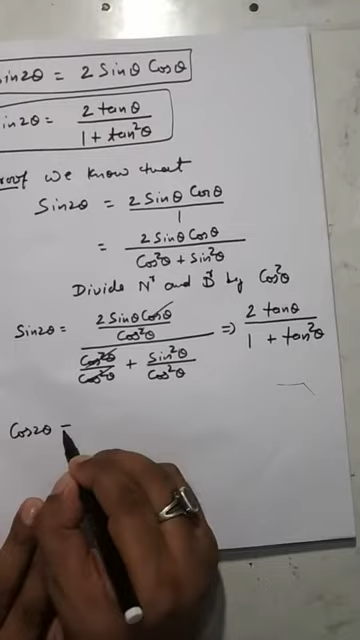 in2θ = 2 Sinθ Cosθ
in2θ = 2 tanθ / 1 + tan²θ
roof we know that
Sin2θ = 2 Sinθ Cosθ / 1
= 2 Sinθ Cosθ / Cos²θ + Sin²θ
Divide Nʳ and Dʳ by Cos²θ
Sin2θ = 2 Sinθ Cosθ / Cos²θ / Cos²θ / Cos²θ + Sin²θ / Cos²θ => 2 tanθ / 1 + tan²θ
Cos2θ =